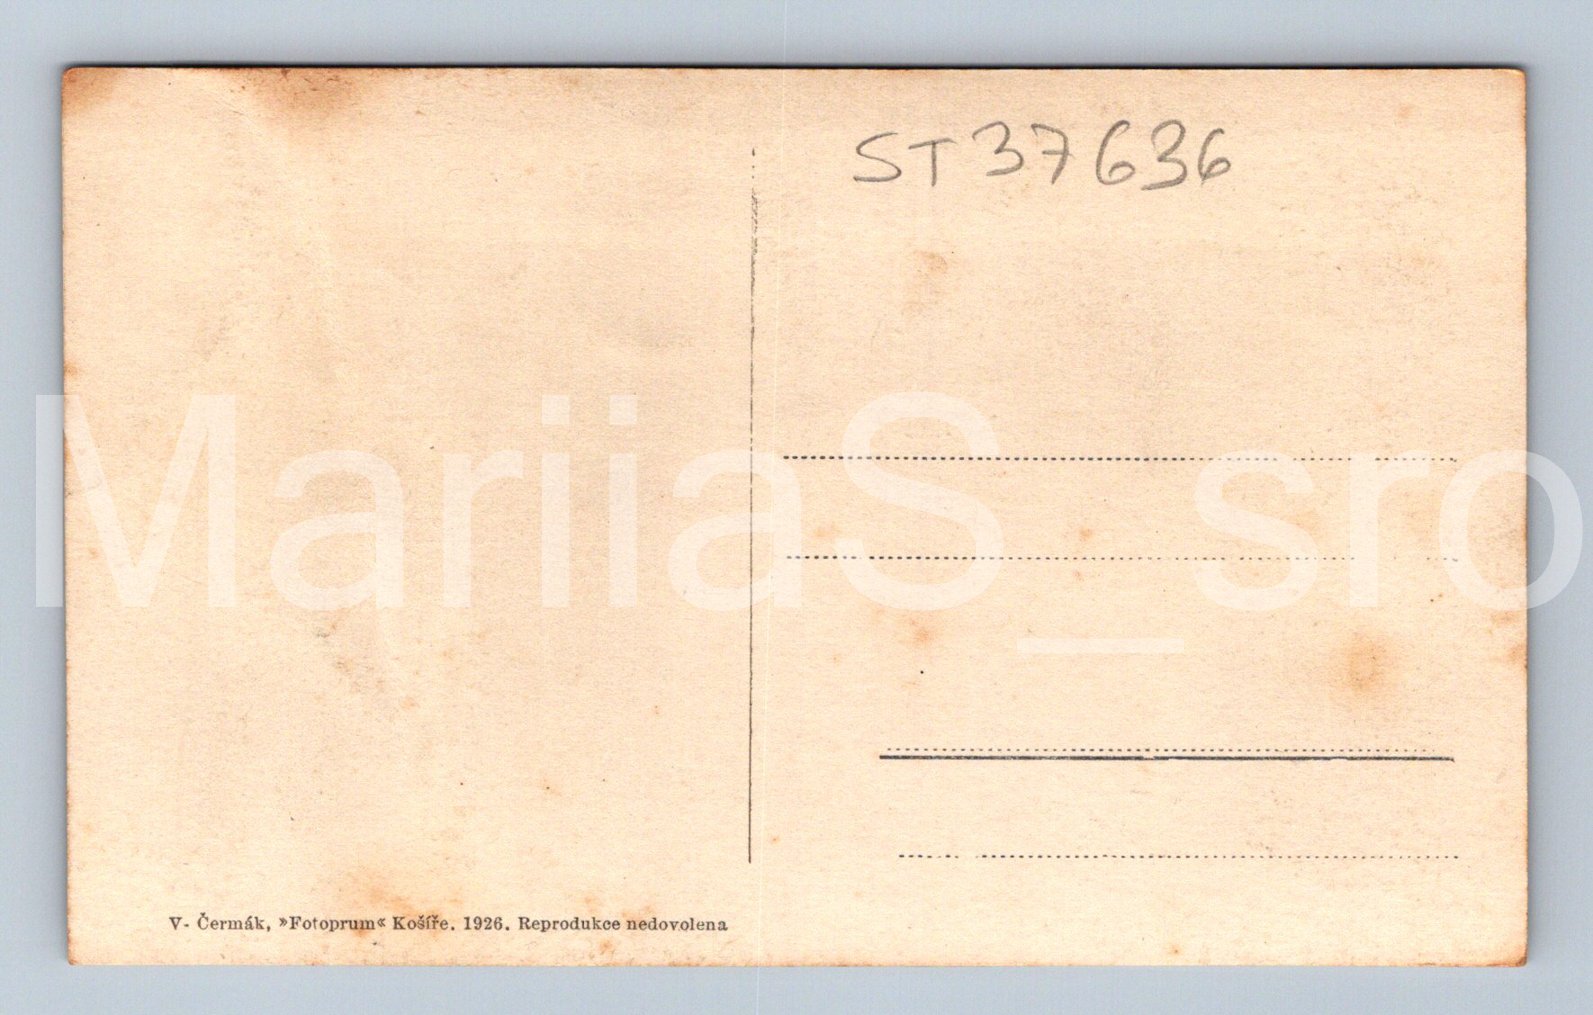 ST37636
MariiaS_sro
V- Čermák, »Fotoprum« Košíře. 1926. Reprodukce nedovolena